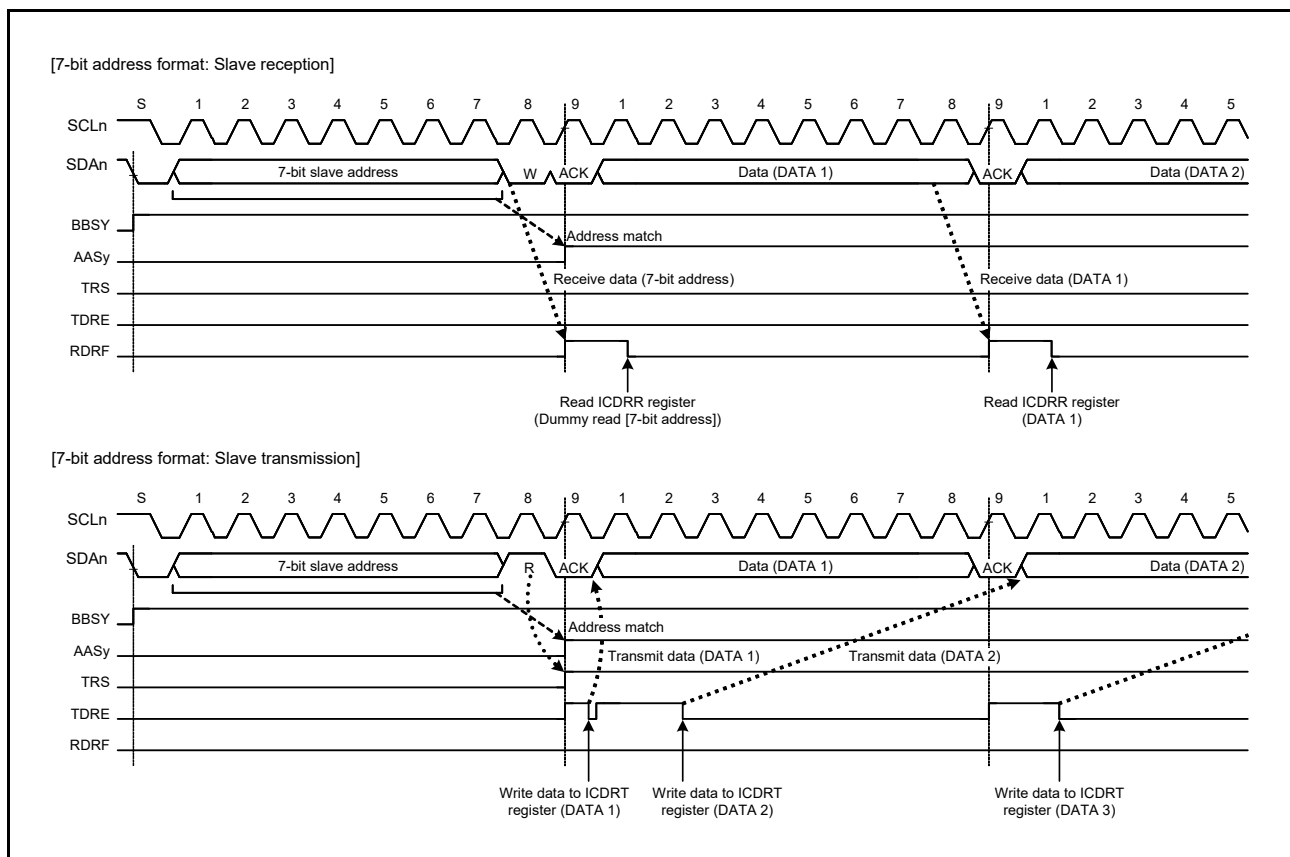 [7-bit address format: Slave reception]
S 1 2 3 4 5 6 7 8 9 1 2 3 4 5 6 7 8 9 1 2 3 4 5
SCLn
SDAn 7-bit slave address W ACK Data (DATA 1) ACK Data (DATA 2)
BBSY
Address match
AASy
Receive data (7-bit address) Receive data (DATA 1)
TRS
TDRE
RDRF
Read ICDRR register Read ICDRR register
(Dummy read [7-bit address]) (DATA 1)
[7-bit address format: Slave transmission]
S 1 2 3 4 5 6 7 8 9 1 2 3 4 5 6 7 8 9 1 2 3 4 5
SCLn
SDAn 7-bit slave address R ACK Data (DATA 1) ACK Data (DATA 2)
BBSY
Address match
AASy
Transmit data (DATA 1) Transmit data (DATA 2)
TRS
TDRE
RDRF
Write data to ICDRT Write data to ICDRT Write data to ICDRT
register (DATA 1) register (DATA 2) register (DATA 3)